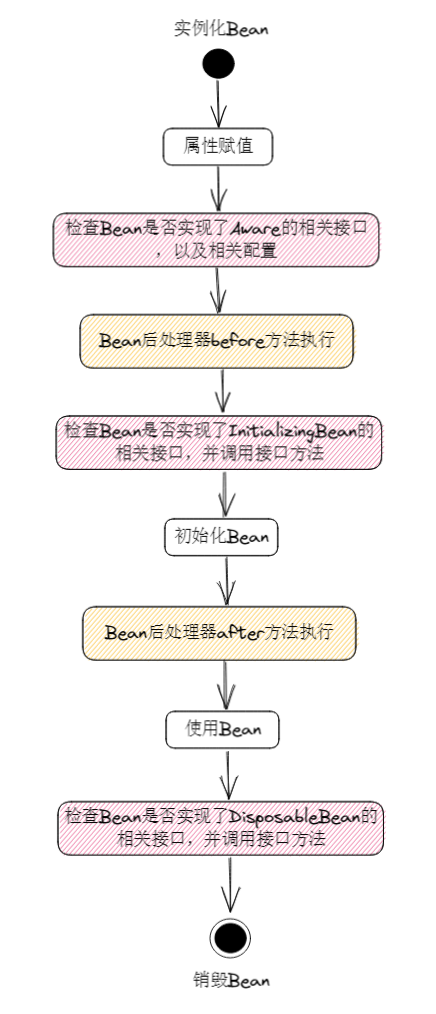 实例化Bean
属性赋值
检查Bean是否实现了Aware的相关接口
，以及相关配置
Bean后处理器before方法执行
检查Bean是否实现了InitializingBean的
相关接口，并调用接口方法
初始化Bean
Bean后处理器after方法执行
使用Bean
检查Bean是否实现了DisposableBean的
相关接口，并调用接口方法
销毁Bean